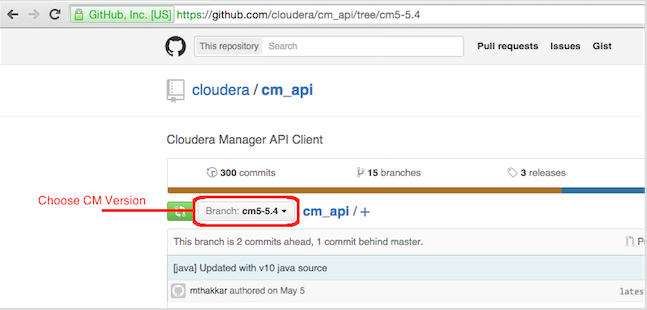 GitHub, Inc. [US] https://github.com/cloudera/cm_api/tree/cm5-5.4
This repository Search Pull requests Issues Gist
cloudera / cm_api
Cloudera Manager API Client
300 commits 15 branches 3 releases
Choose CM Version Branch: cm5-5.4 cm_api / +
This branch is 2 commits ahead, 1 commit behind master.
[java] Updated with v10 java source
mthakkar authored on May 5 lates